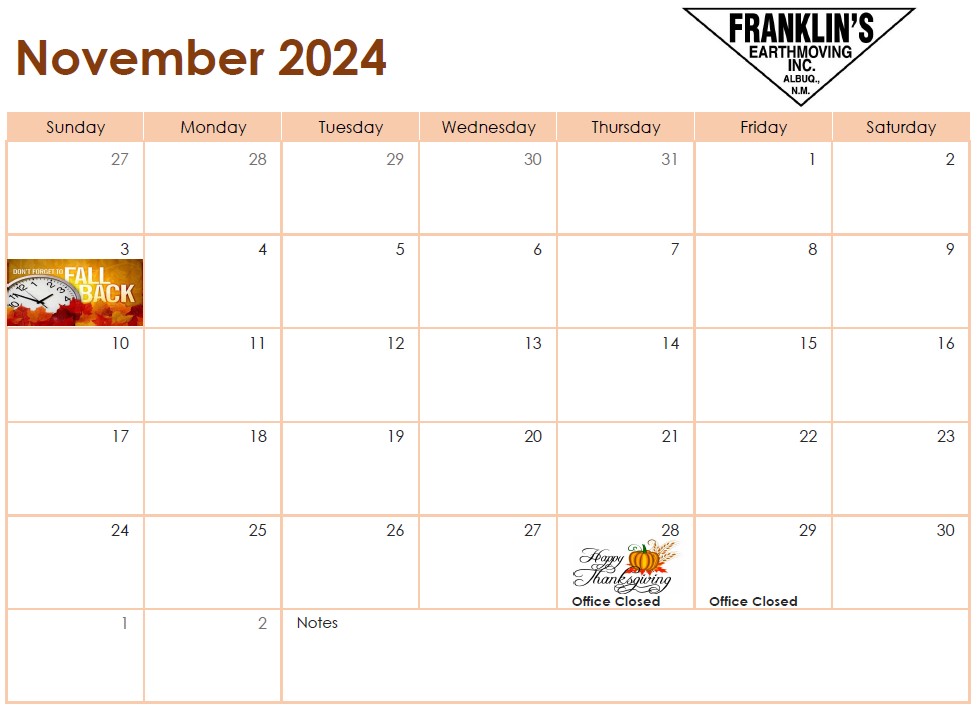 November 2024
FRANKLIN'S
EARTHMOVING
INC.
ALBUQ.,
N.M.
Sunday Monday Tuesday Wednesday Thursday Friday Saturday
27 28 29 30 31 1 2
3 4 5 6 7 8 9
DON'T FORGET TO FALL
BACK
10 11 12 13 14 15 16
17 18 19 20 21 22 23
24 25 26 27 28 29 30
Happy
Thanksgiving
Office Closed Office Closed
1 2 Notes